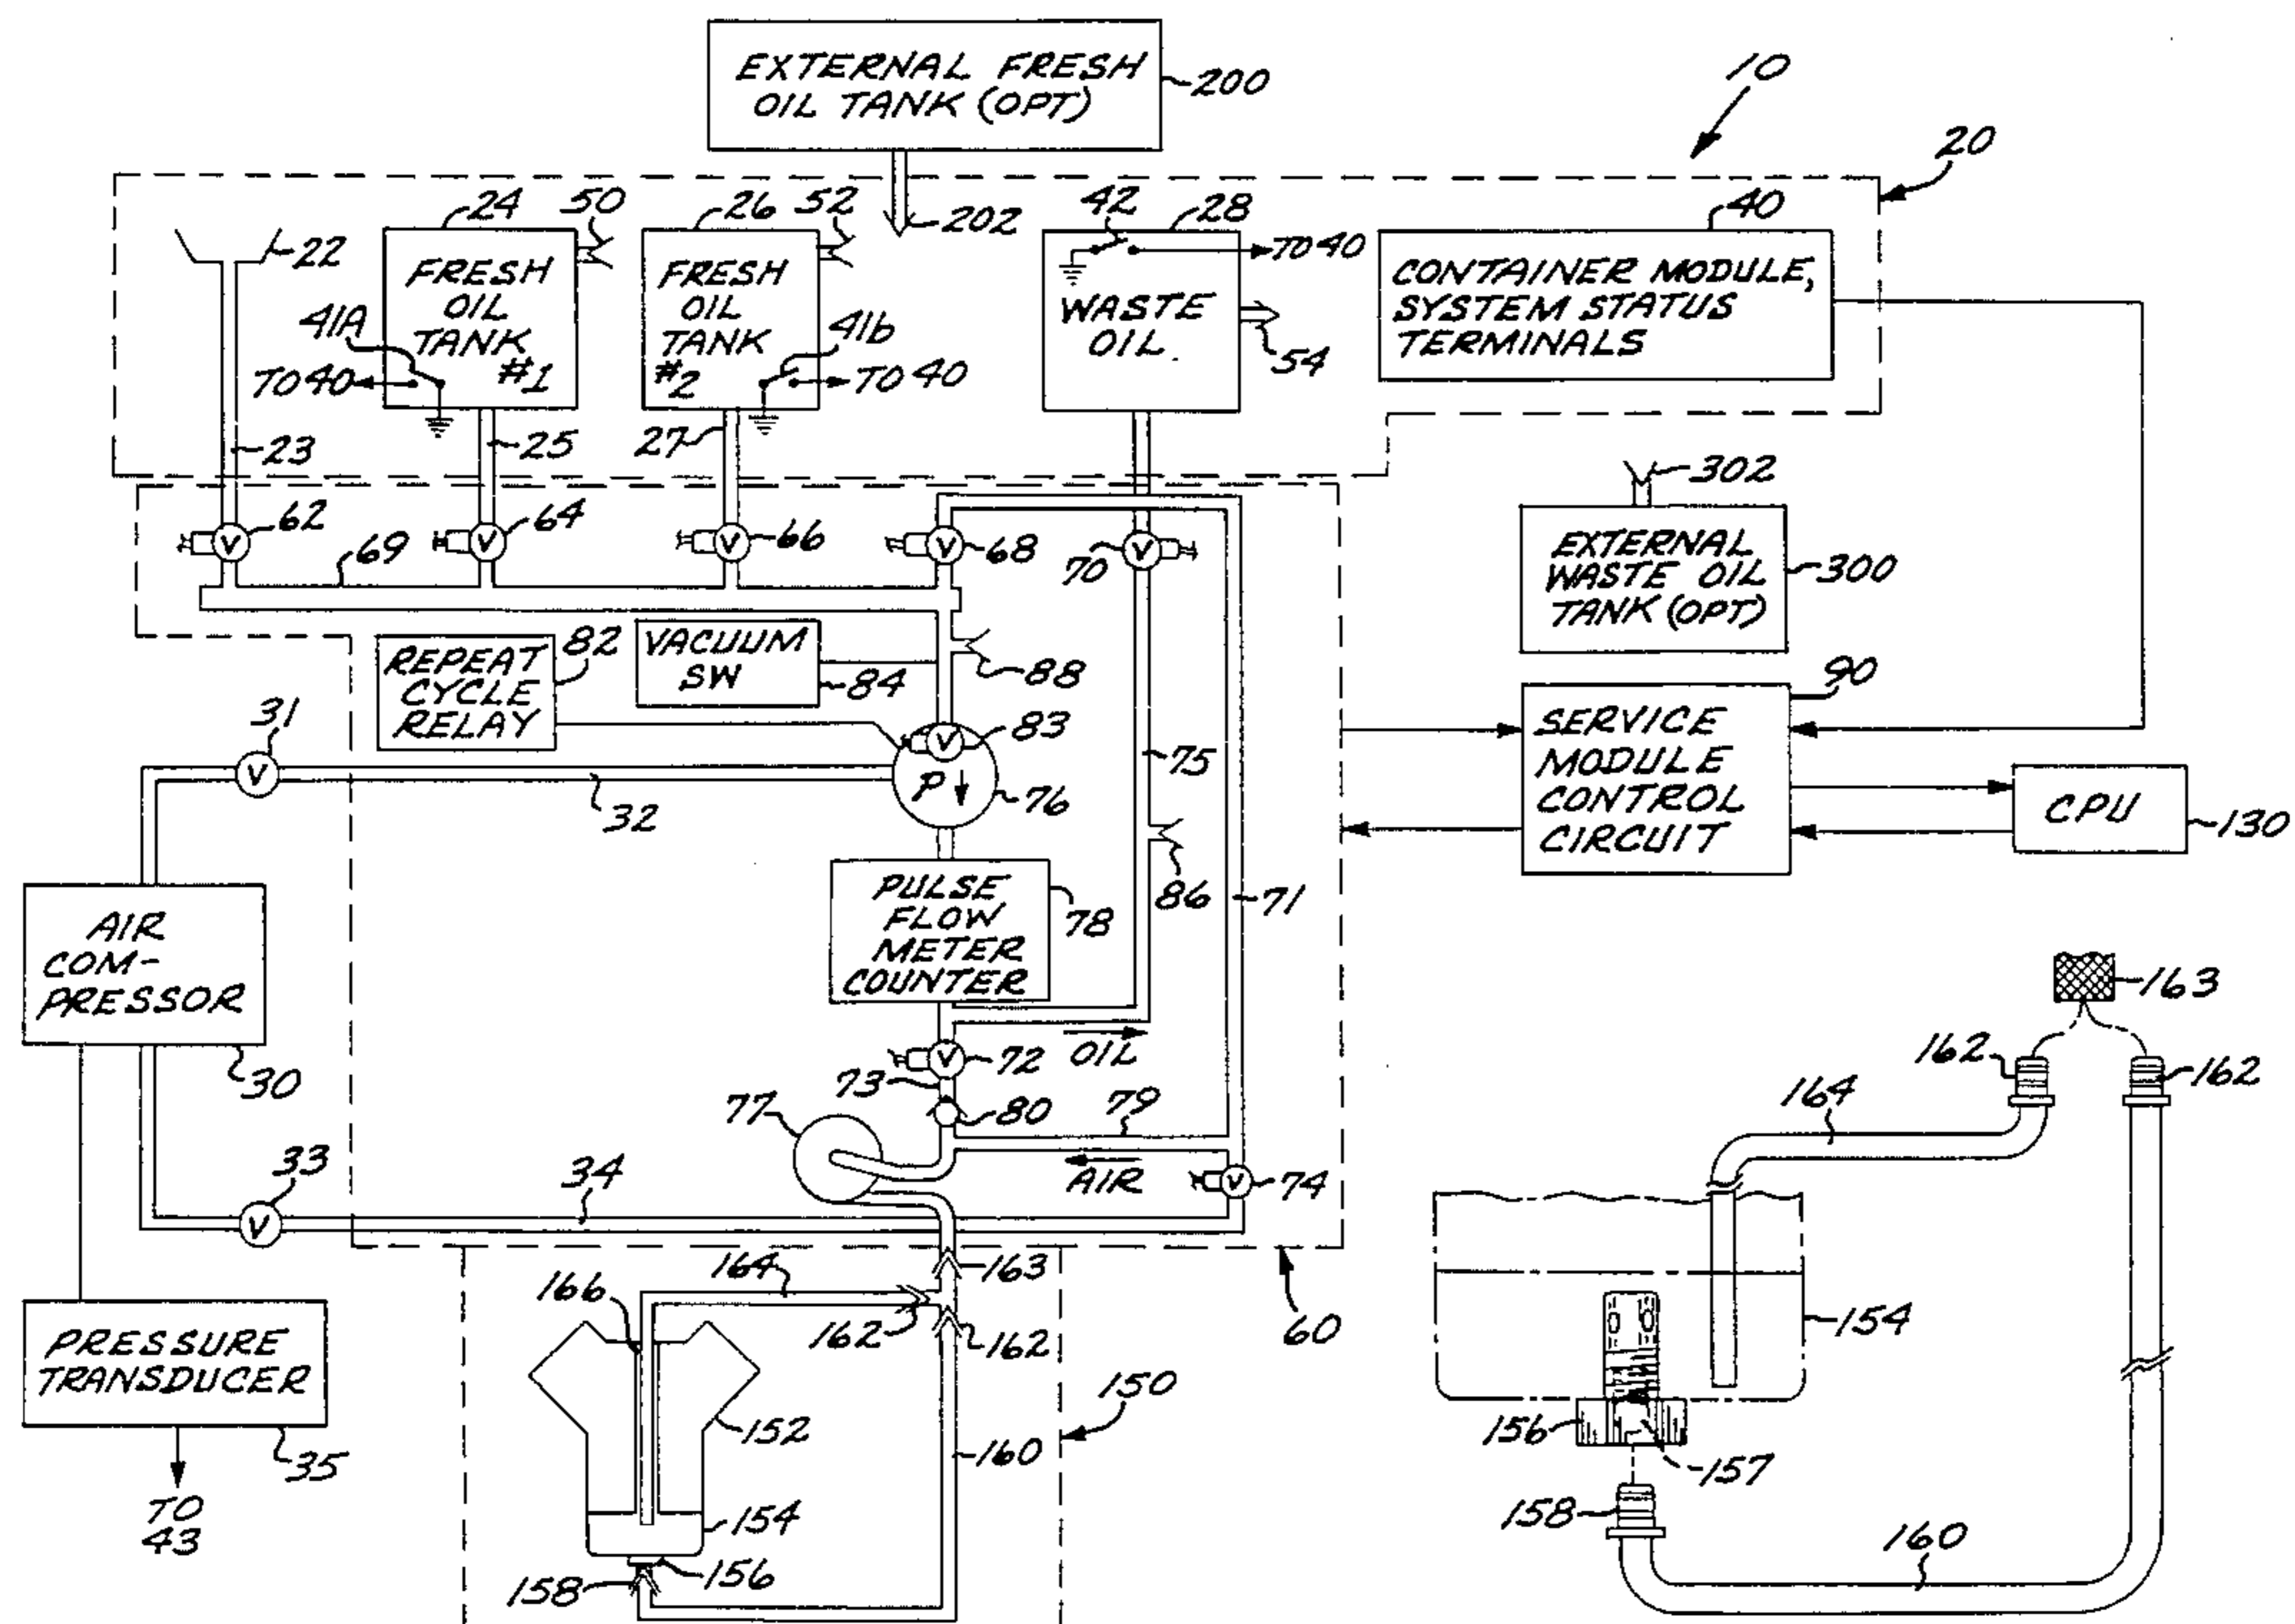 EXTERNAL FRESH
OIL TANK (OPT)
200
10
20
202
22
23
24
50
FRESH
OIL
TANK
#1
41A
TO 40
25
26
52
FRESH
OIL
TANK
#2
41b
TO 40
27
42
28
TO 40
WASTE
OIL
54
40
CONTAINER MODULE,
SYSTEM STATUS
TERMINALS
62
64
66
68
70
69
302
EXTERNAL
WASTE OIL
TANK (OPT)
300
REPEAT
CYCLE
RELAY
82
VACUUM
SW
84
88
83
P
76
31
V
32
75
86
71
90
SERVICE
MODULE
CONTROL
CIRCUIT
CPU
130
AIR
COM-
PRESSOR
30
PULSE
FLOW
METER
COUNTER
78
OIL
72
73
80
79
77
AIR
74
33
V
34
163
60
PRESSURE
TRANSDUCER
35
TO
43
164
166
162
162
152
150
160
154
156
158
163
162
162
164
154
156
157
158
160
V
V
V
V
V
V
V
V